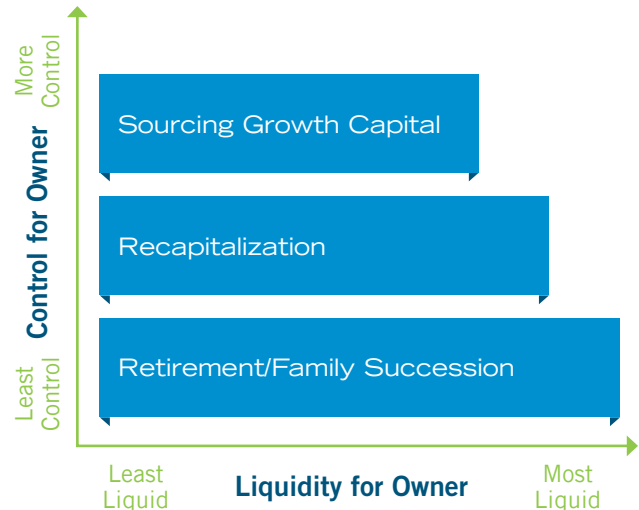 More
Control
Control for Owner
Least
Control
Sourcing Growth Capital
Recapitalization
Retirement/Family Succession
Least
Liquid
Liquidity for Owner
Most
Liquid